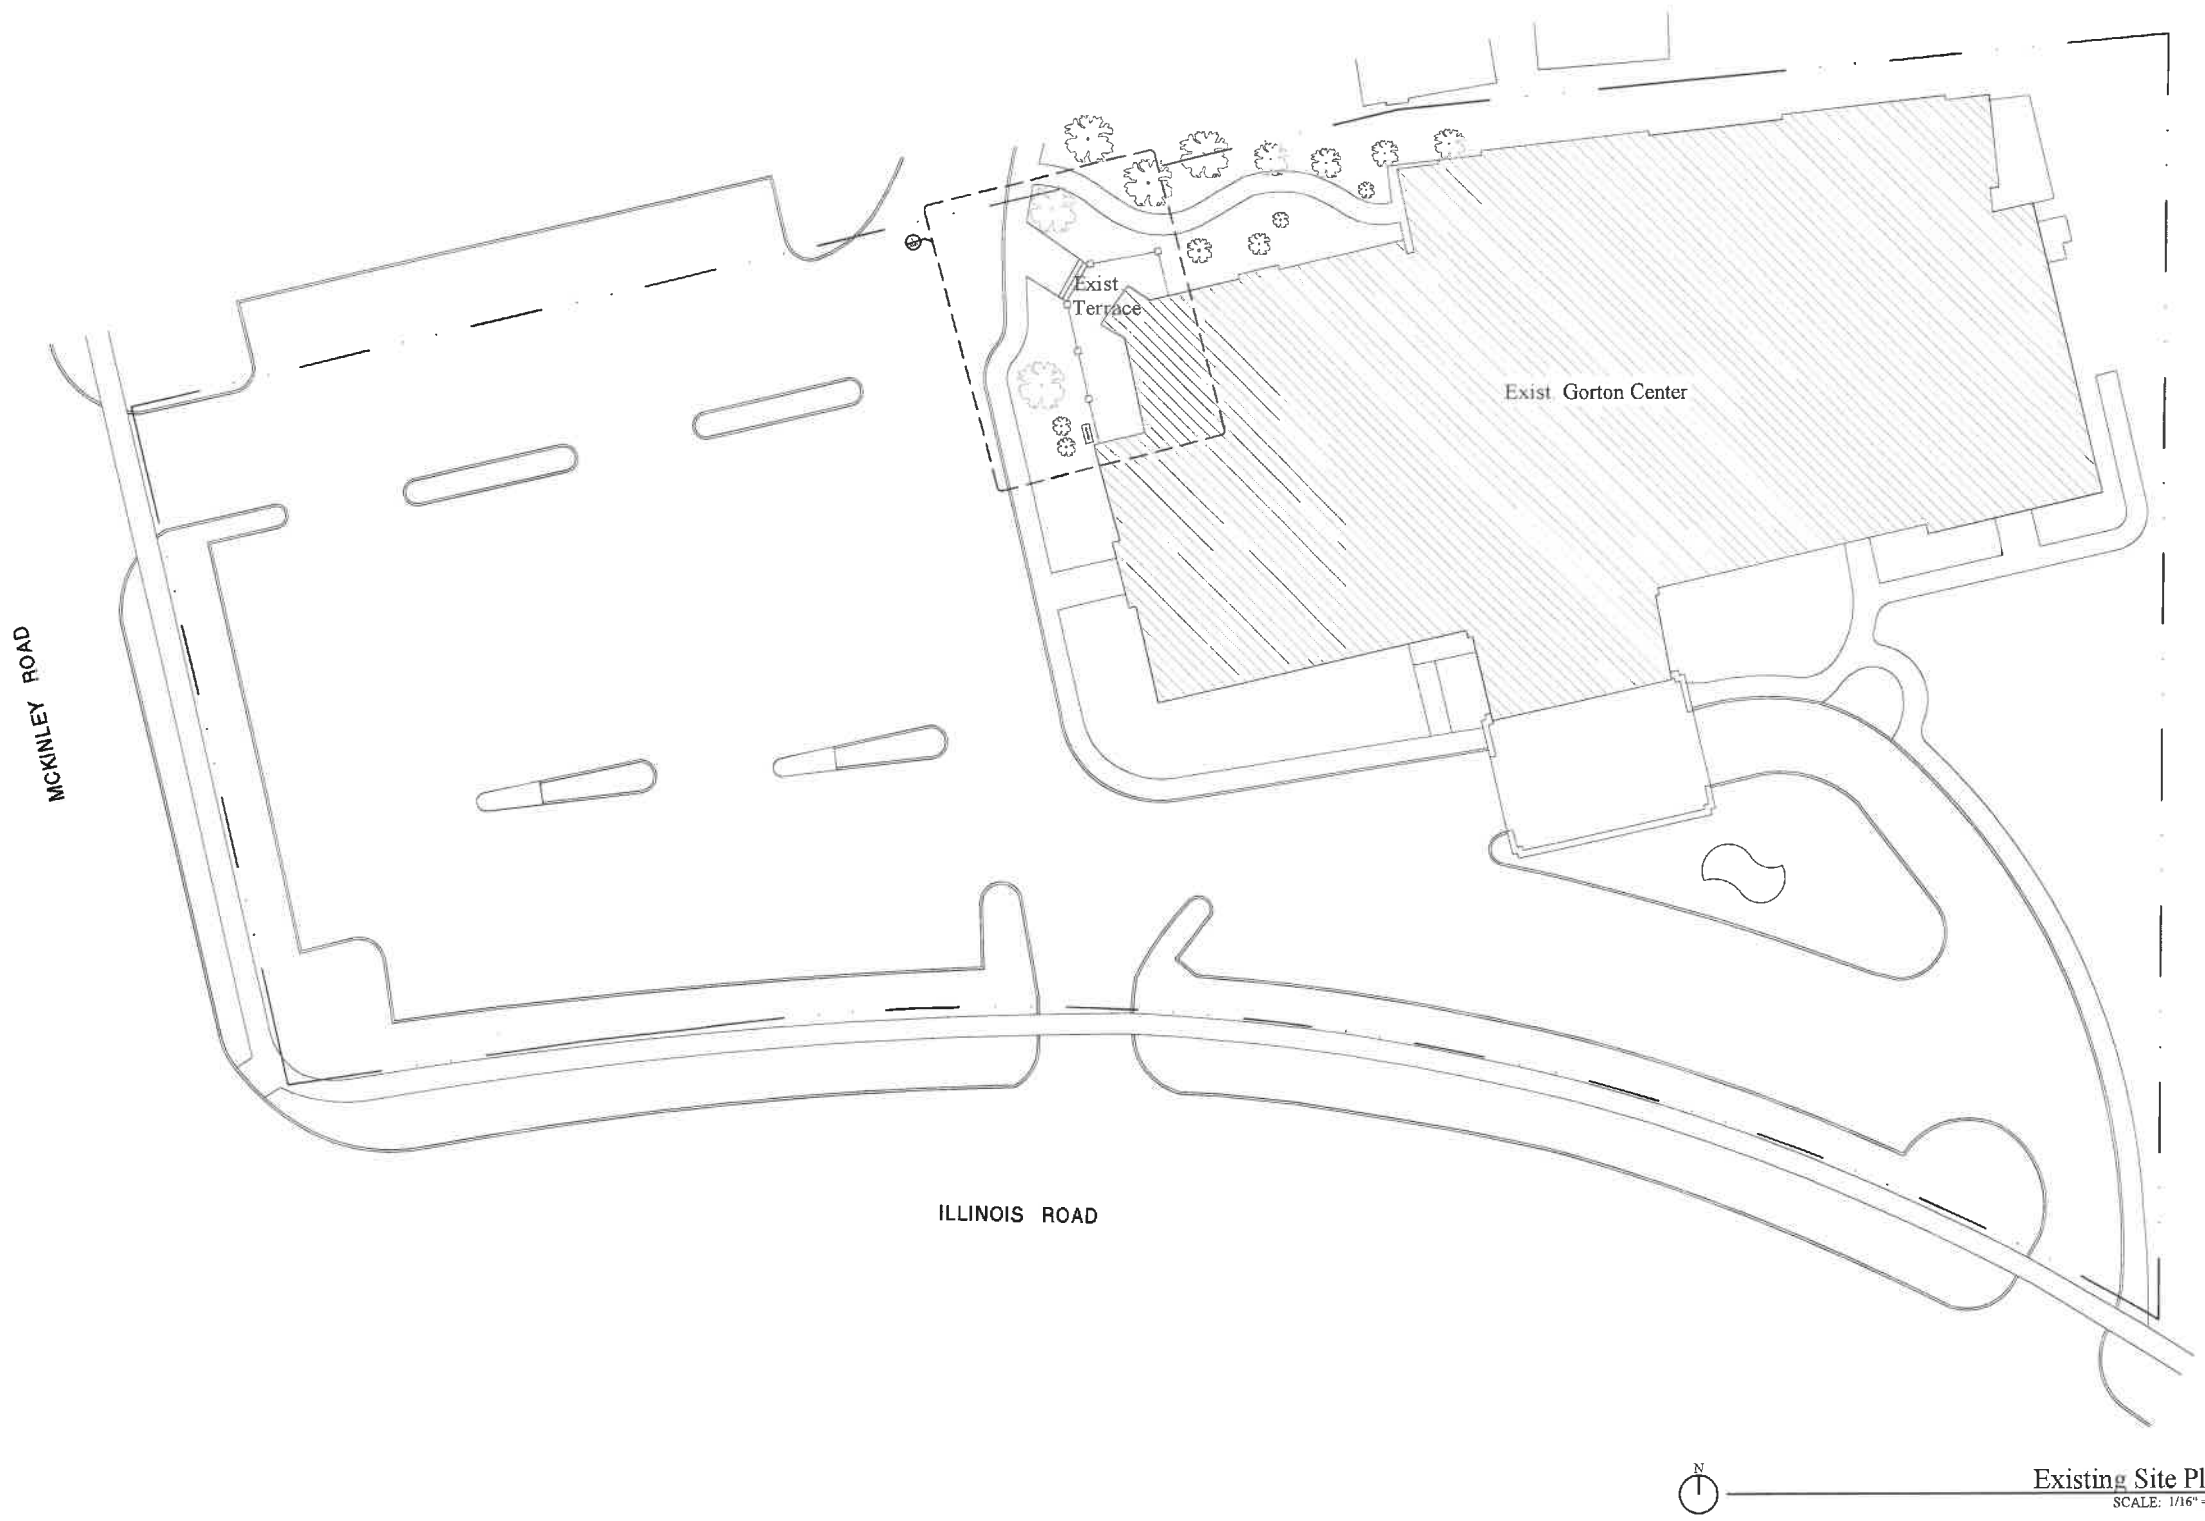 Exist
Terrace
Exist Gorton Center
MCKINLEY ROAD
ILLINOIS ROAD
N
Existing Site Pl
SCALE: 1/16" =